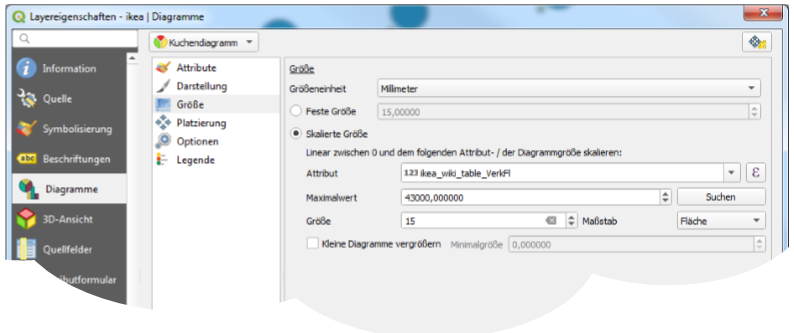 Layereigenschaften - ikea | Diagramme
Kuchendiagramm
Information
Quelle
Symbolisierung
abc Beschriftungen
Diagramme
3D-Ansicht
Quellfelder
Attribute
Darstellung
Größe
Platzierung
Optionen
Legende
Größe
Größeneinheit Millimeter
Feste Größe 15,00000
Skalierte Größe
Linear zwischen 0 und dem folgenden Attribut- / der Diagrammgröße skalieren:
Attribut 123 ikea_wiki_table_VerkFl ε
Maximalwert 43000,000000 Suchen
Größe 15 Maßstab Fläche
Kleine Diagramme vergrößern Minimalgröße 0,000000